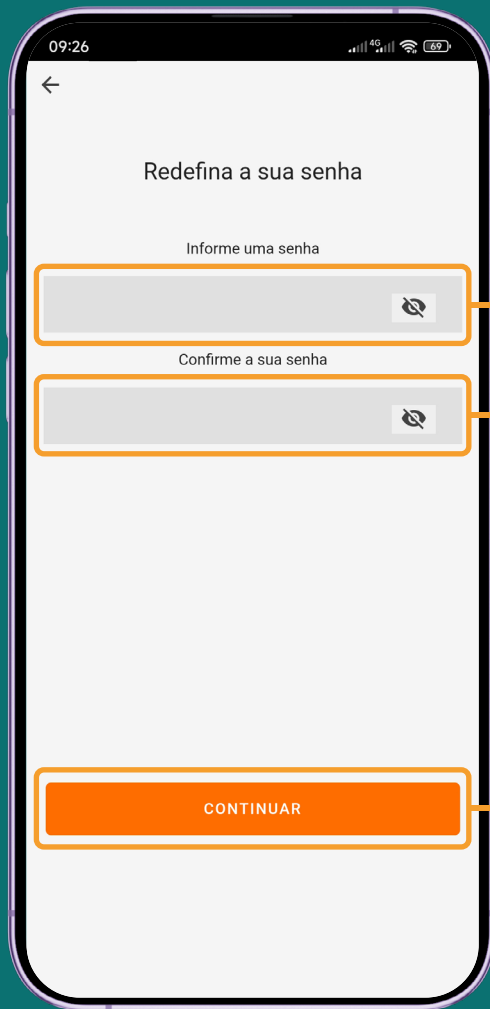 09:26
4G
69
Redefina a sua senha
Informe uma senha
Confirme a sua senha
CONTINUAR